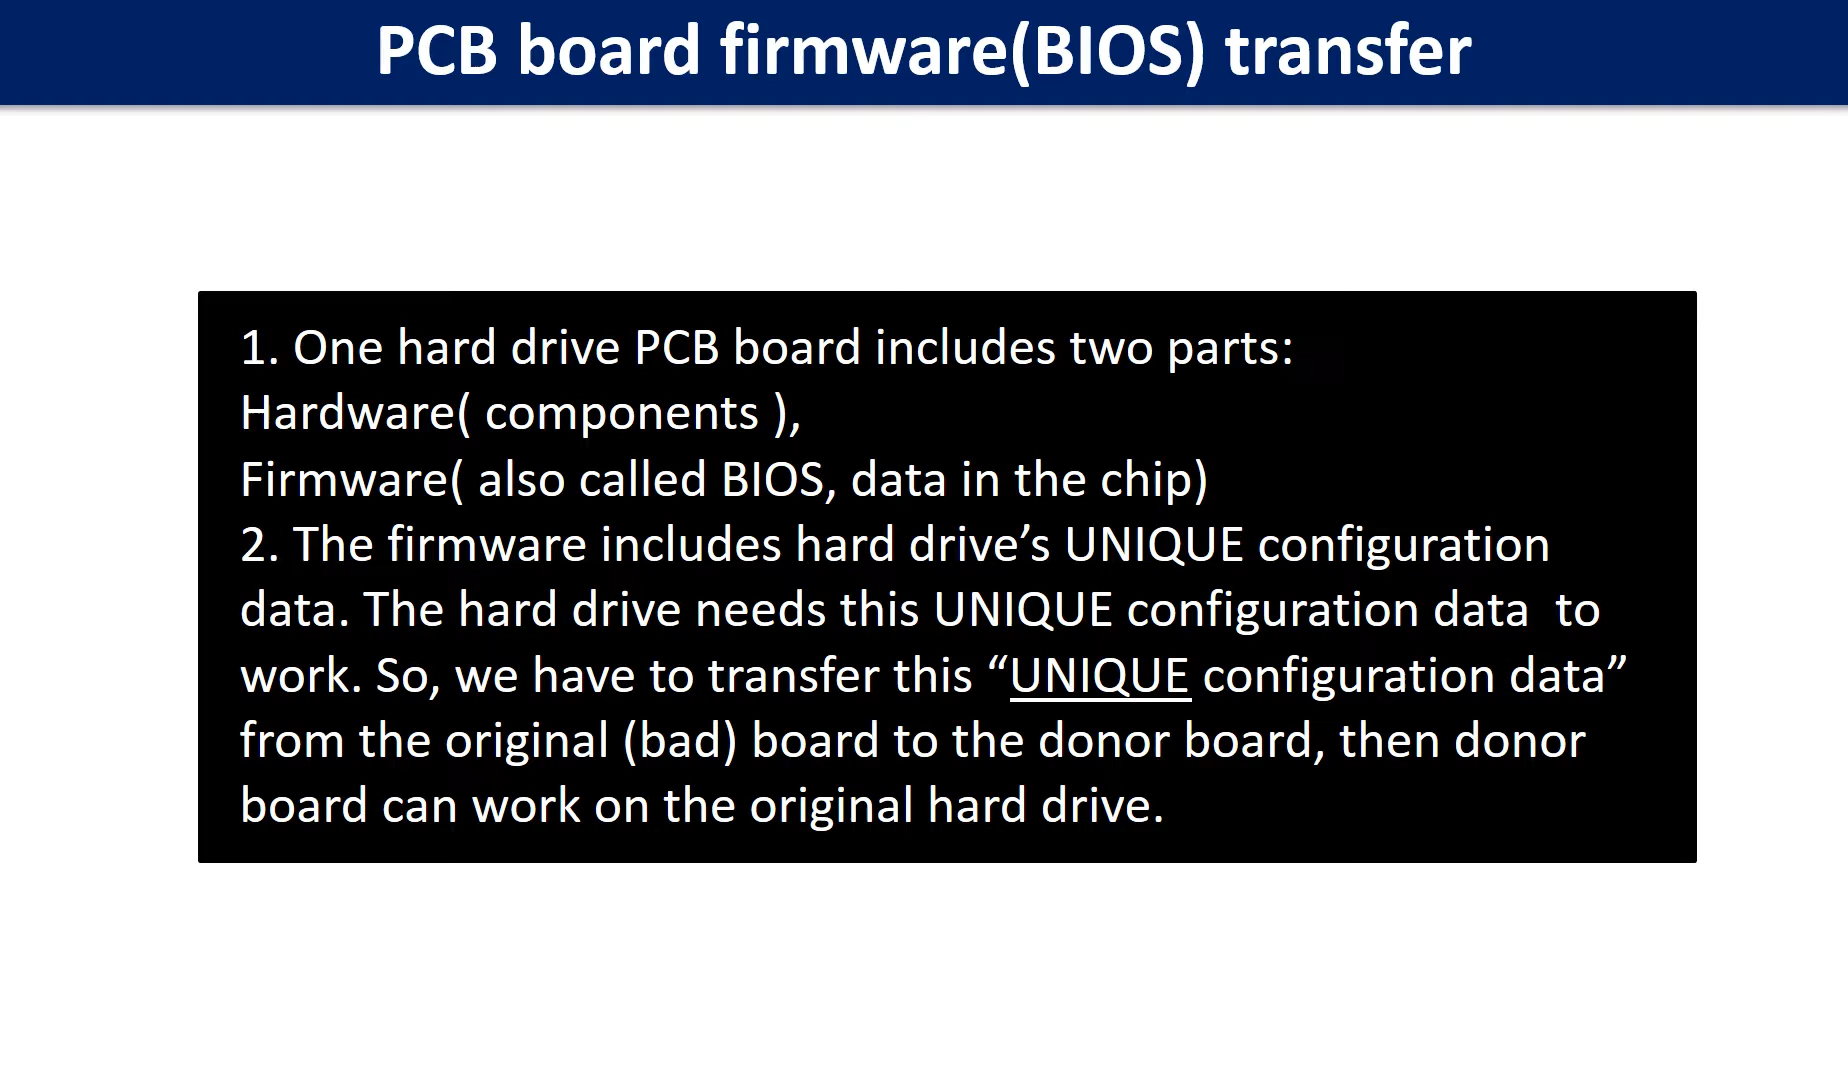 PCB board firmware(BIOS) transfer
1. One hard drive PCB board includes two parts:
Hardware( components ),
Firmware( also called BIOS, data in the chip)
2. The firmware includes hard drive’s UNIQUE configuration
data. The hard drive needs this UNIQUE configuration data  to
work. So, we have to transfer this “UNIQUE configuration data”
from the original (bad) board to the donor board, then donor
board can work on the original hard drive.